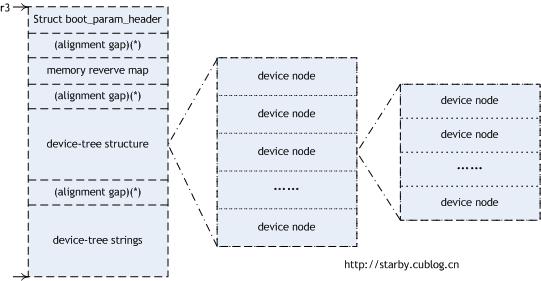 r3
Struct boot_param_header
(alignment gap)(*)
memory reverve map
(alignment gap)(*)
device-tree structure
(alignment gap)(*)
device-tree strings
device node
device node
device node
......
device node
device node
device node
......
device node
http://starby.cublog.cn